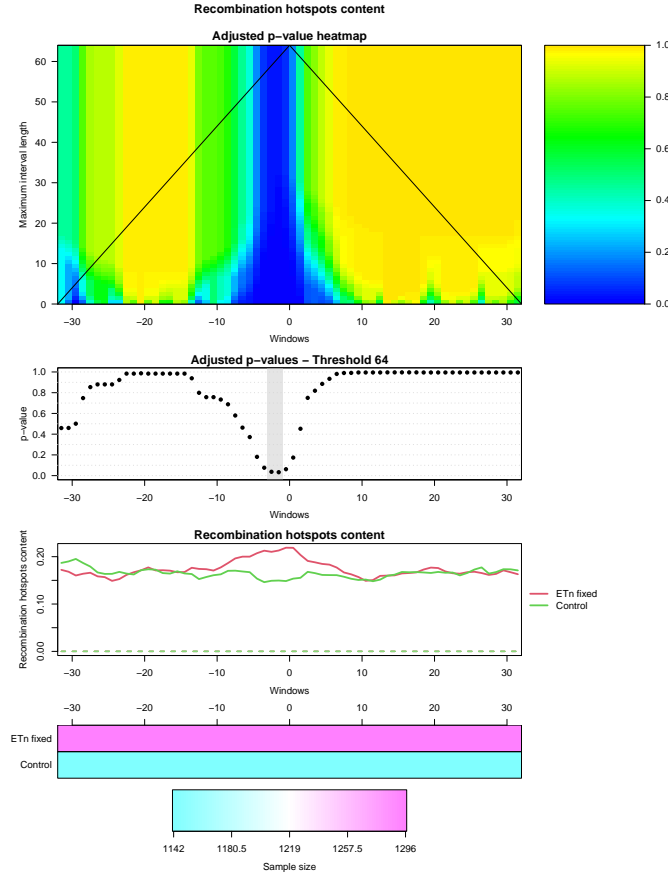 Recombination hotspots content
Adjusted p−value heatmap
Maximum interval length
60
50
40
30
20
10
0
−30 −20 −10 0 10 20 30
Windows
1.0
0.8
0.6
0.4
0.2
0.0
Adjusted p−values − Threshold 64
p−value
1.0
0.8
0.6
0.4
0.2
0.0
−30 −20 −10 0 10 20 30
Windows
Recombination hotspots content
Recombination hotspots content
0.20
0.10
0.00
−30 −20 −10 0 10 20 30
Windows
ETn fixed
Control
−30 −20 −10 0 10 20 30
ETn fixed
Control
1142 1180.5 1219 1257.5 1296
Sample size